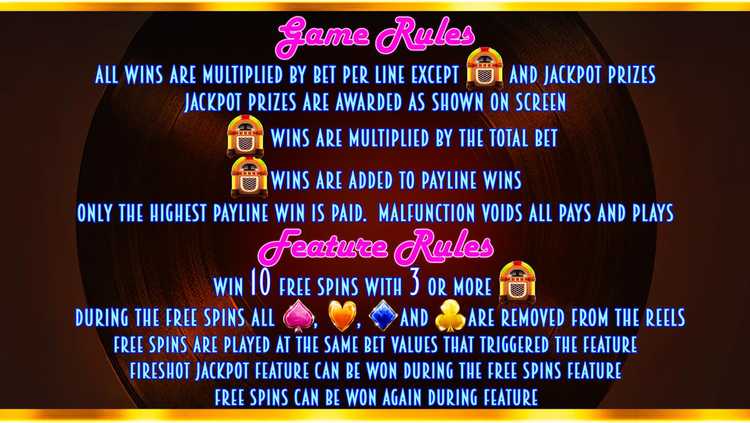 Game Rules
ALL WINS ARE MULTIPLIED BY BET PER LINE EXCEPT AND JACKPOT PRIZES
JACKPOT PRIZES ARE AWARDED AS SHOWN ON SCREEN
WINS ARE MULTIPLIED BY THE TOTAL BET
WINS ARE ADDED TO PAYLINE WINS
ONLY THE HIGHEST PAYLINE WIN IS PAID. MALFUNCTION VOIDS ALL PAYS AND PLAYS
Feature Rules
WIN 10 FREE SPINS WITH 3 OR MORE
DURING THE FREE SPINS ALL , , AND ARE REMOVED FROM THE REELS
FREE SPINS ARE PLAYED AT THE SAME BET VALUES THAT TRIGGERED THE FEATURE
FIRESHOT JACKPOT FEATURE CAN BE WON DURING THE FREE SPINS FEATURE
FREE SPINS CAN BE WON AGAIN DURING FEATURE